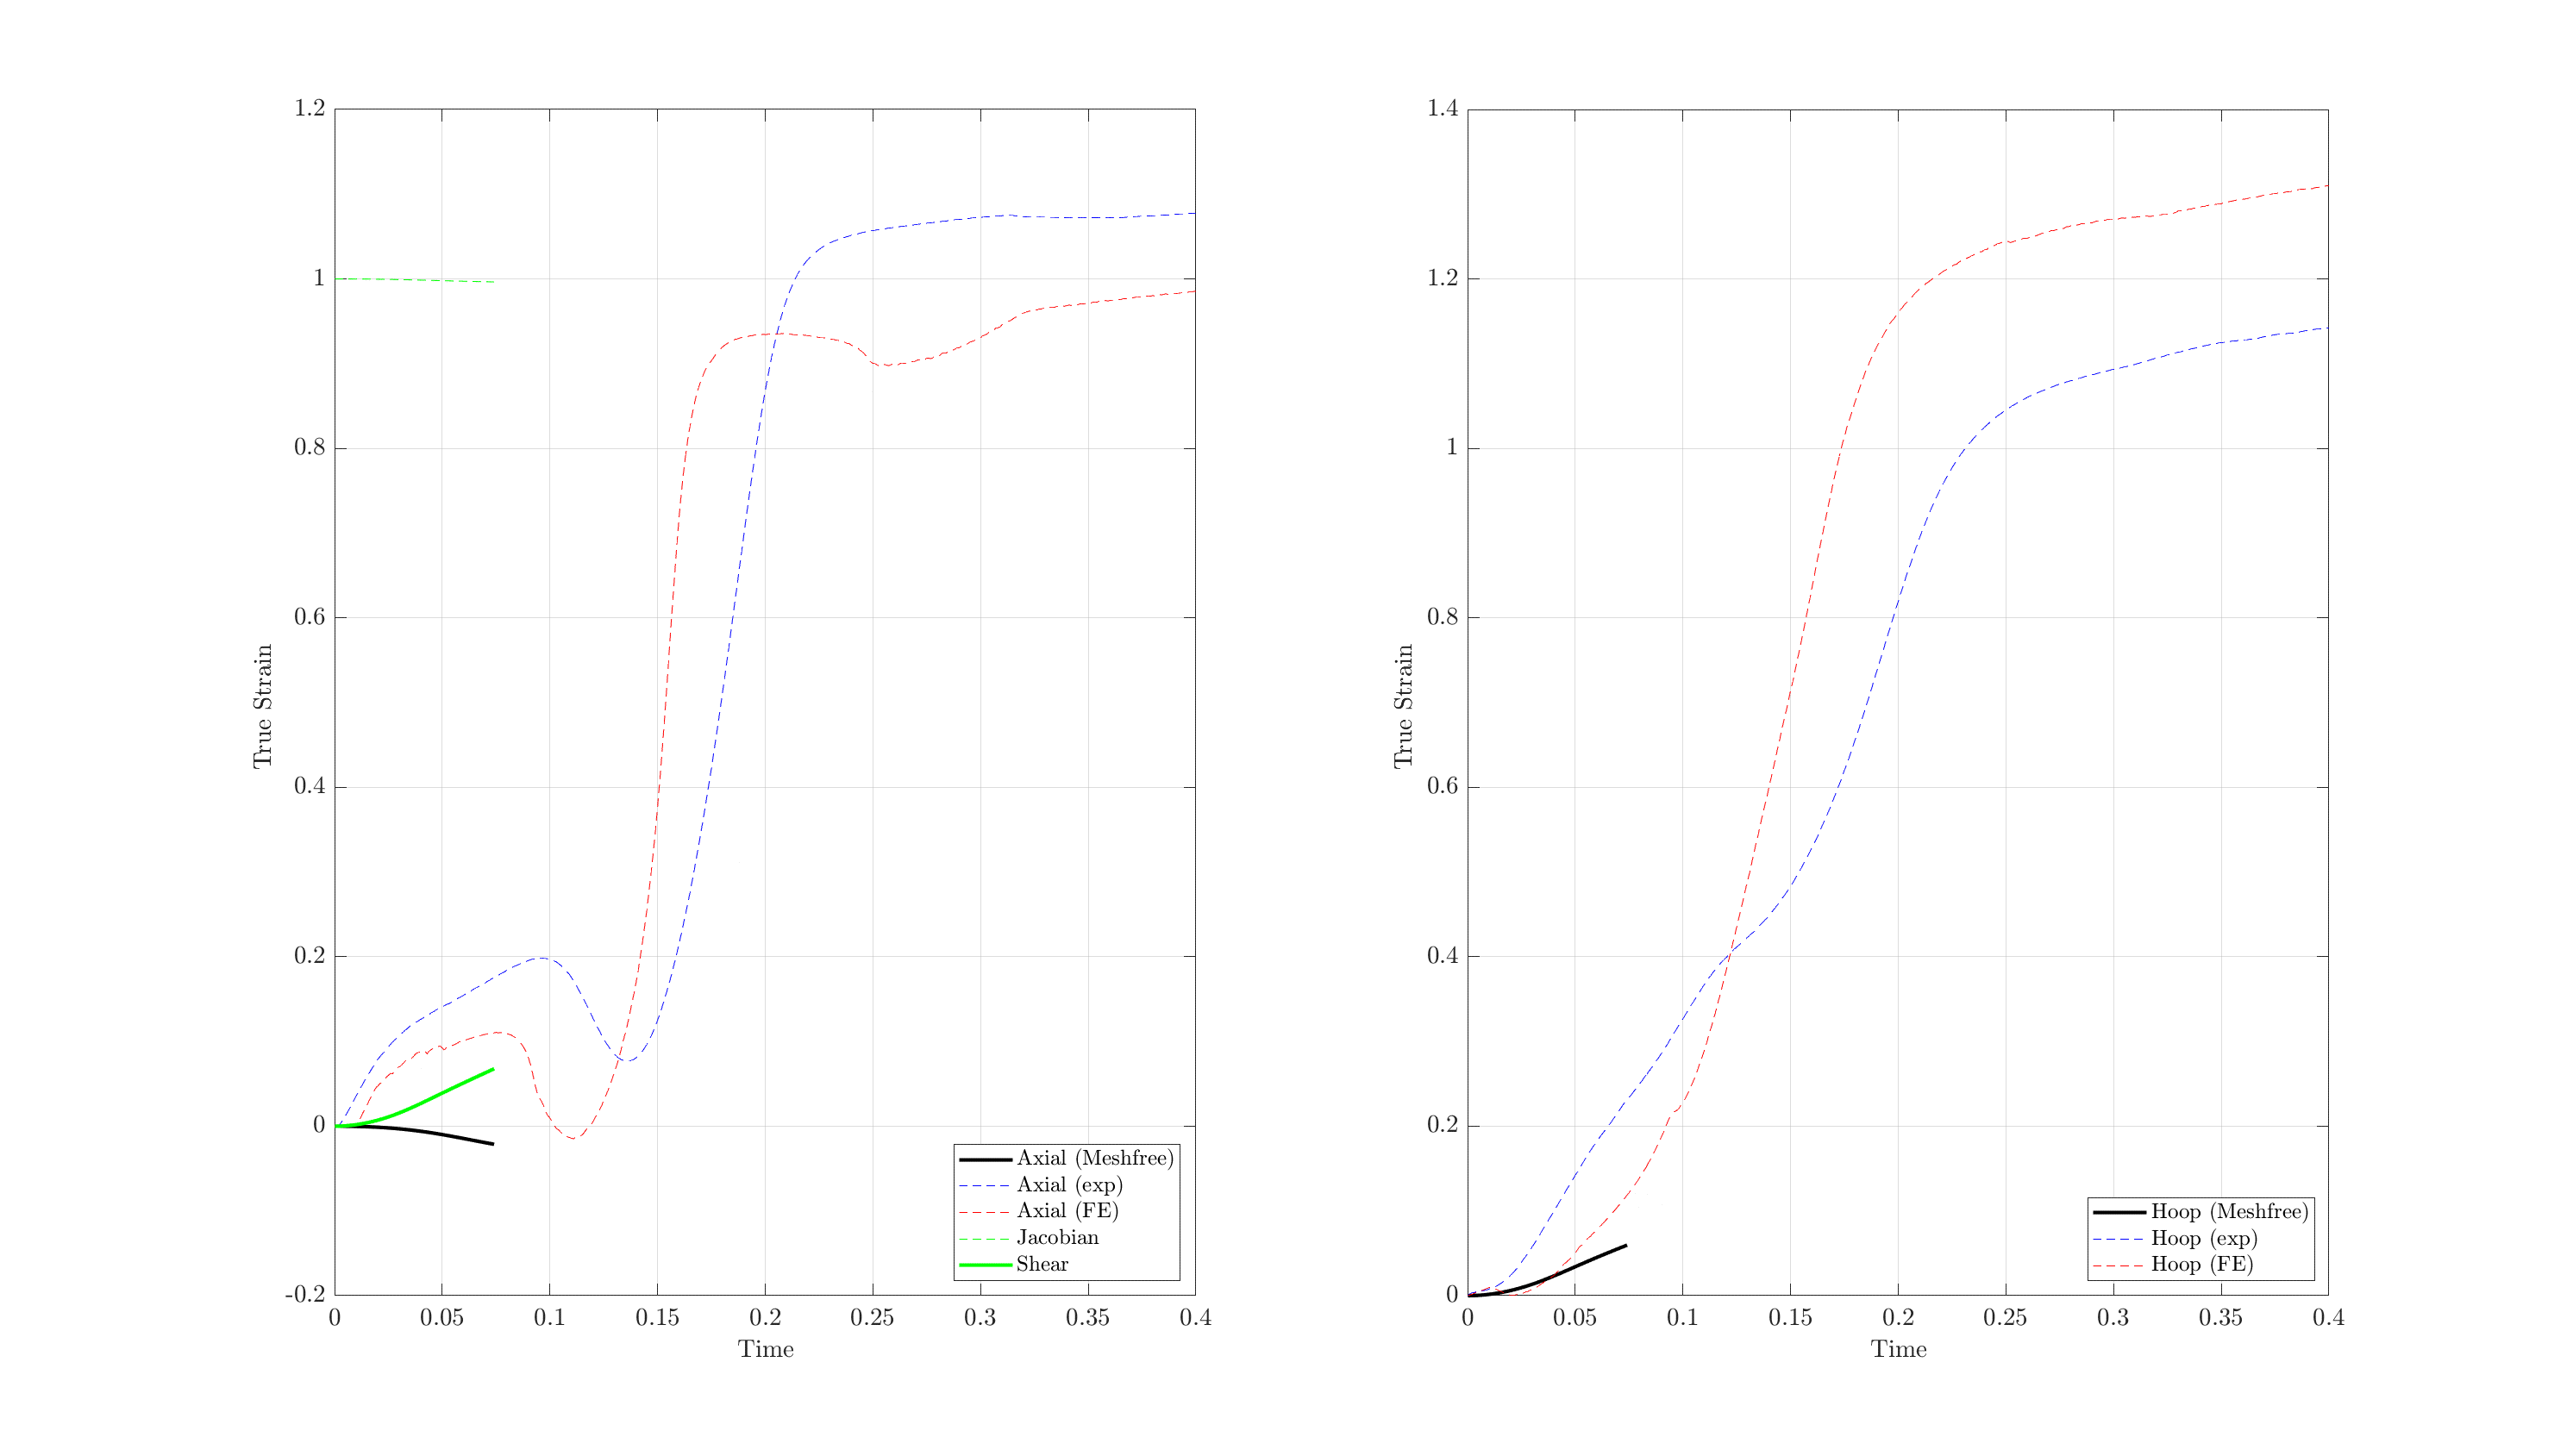 1.2
1
0.8
0.6
0.4
0.2
0
-0.2
True Strain
0 0.05 0.1 0.15 0.2 0.25 0.3 0.35 0.4
Time
Axial (Meshfree)
Axial (exp)
Axial (FE)
Jacobian
Shear
1.4
1.2
1
0.8
0.6
0.4
0.2
0
True Strain
0 0.05 0.1 0.15 0.2 0.25 0.3 0.35 0.4
Time
Hoop (Meshfree)
Hoop (exp)
Hoop (FE)